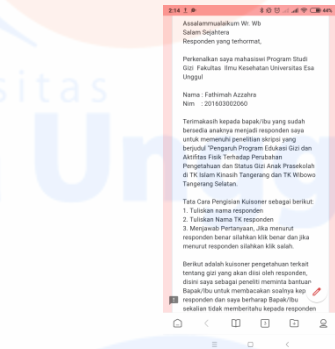 2:14
44%
Assalammualaikum Wr. Wb
Salam Sejahtera
Responden yang terhormat,
Perkenalkan saya mahasiswi Program Studi
Gizi Fakultas Ilmu Kesehatan Universitas Esa
Unggul
Nama : Fathimah Azzahra
Nim : 201603002060
Terimakasih kepada bapak/ibu yang sudah
bersedia anaknya menjadi responden saya
untuk memenuhi penelitian skripsi yang
berjudul "Pengaruh Program Edukasi Gizi dan
Aktifitas Fisik Terhadap Perubahan
Pengetahuan dan Status Gizi Anak Prasekolah
di TK Islam Kinasih Tangerang dan TK Wibowo
Tangerang Selatan.
Tata Cara Pengisian Kuisoner sebagai berikut
1. Tuliskan nama responden
2. Tuliskan Nama TK responden
3. Menjawab Pertanyaan, Jika menurut
responden benar silahkan klik benar dan jika
menurut responden silahkan klik salah.
Berikut adalah kuisoner pengetahuan terkait
tentang gizi yang akan diisi oleh responden,
disini saya sebagai peneliti meminta bantuan
Bapak/Ibu untuk membacakan soalnya kep
responden dan saya berharap Bapak/Ibu
sekalian tidak memberitahu kepada responden
sitas
Un